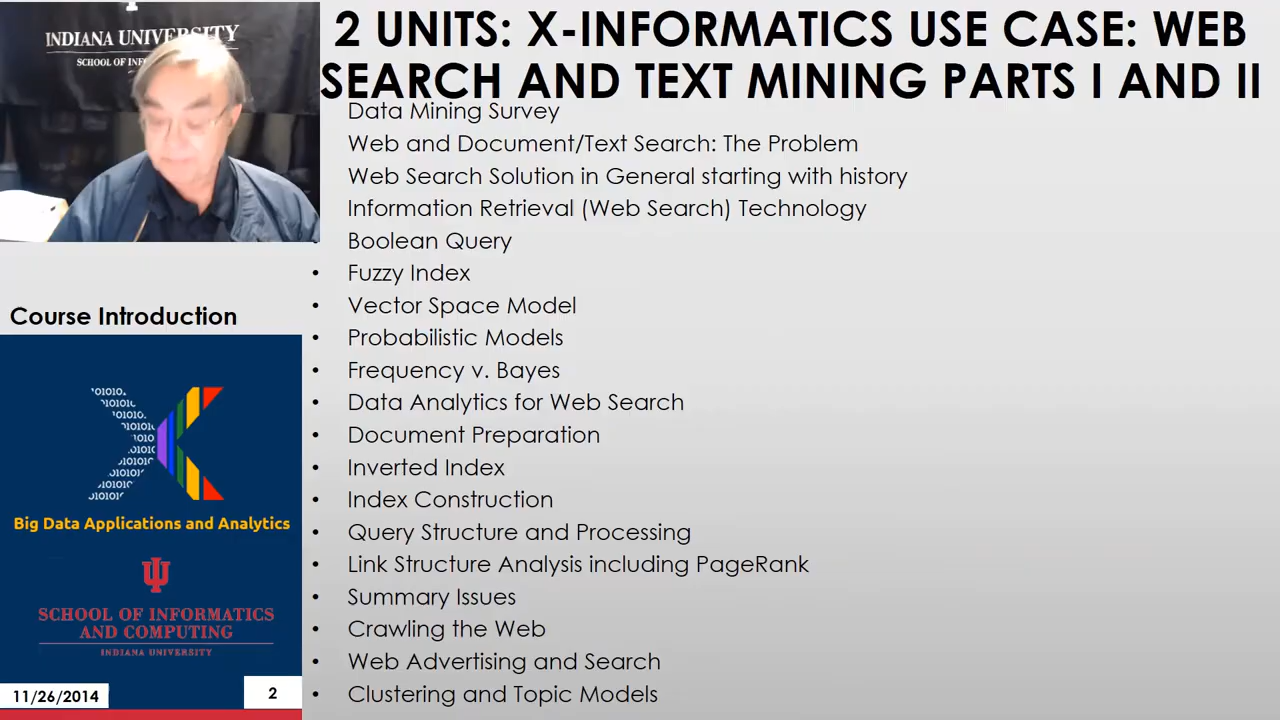 INDIANA UNIVERSITY
SCHOOL OF INF
2 UNITS: X-INFORMATICS USE CASE: WEB
SEARCH AND TEXT MINING PARTS I AND II
Data Mining Survey
Web and Document/Text Search: The Problem
Web Search Solution in General starting with history
Information Retrieval (Web Search) Technology
Boolean Query
• Fuzzy Index
• Vector Space Model
• Probabilistic Models
• Frequency v. Bayes
• Data Analytics for Web Search
• Document Preparation
• Inverted Index
• Index Construction
• Query Structure and Processing
• Link Structure Analysis including PageRank
• Summary Issues
• Crawling the Web
• Web Advertising and Search
• Clustering and Topic Models
Course Introduction
Big Data Applications and Analytics
SCHOOL OF INFORMATICS
AND COMPUTING
INDIANA UNIVERSITY
11/26/2014
2